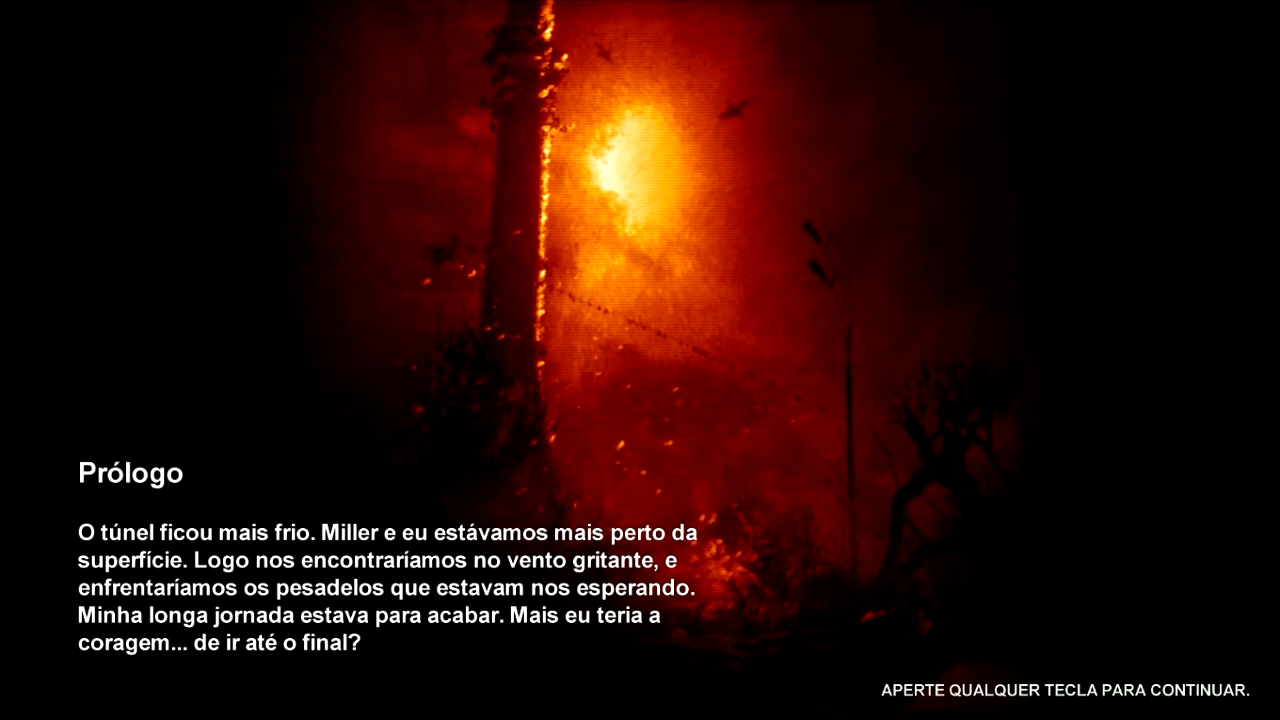 Prólogo
O túnel ficou mais frio. Miller e eu estávamos mais perto da
superfície. Logo nos encontraríamos no vento gritante, e
enfrentaríamos os pesadelos que estavam nos esperando.
Minha longa jornada estava para acabar. Mais eu teria a
coragem... de ir até o final?
APERTE QUALQUER TECLA PARA CONTINUAR.